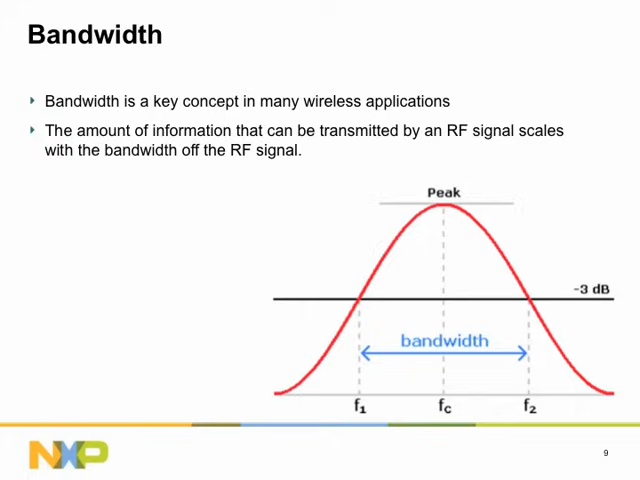 Bandwidth
Bandwidth is a key concept in many wireless applications
The amount of information that can be transmitted by an RF signal scales
with the bandwidth off the RF signal.
Peak
-3 dB
bandwidth
f1 fc f2
NXP
9